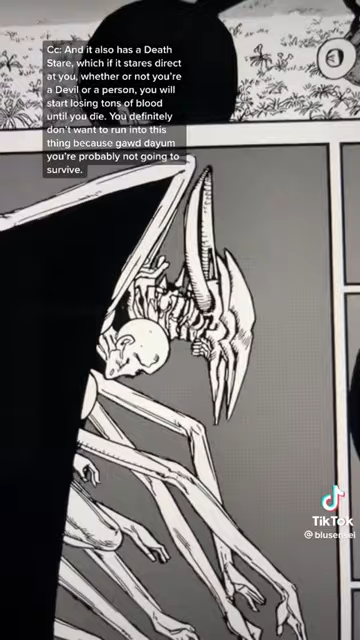 Cc: And it also has a Death
Stare, which if it stares direct
at you, whether or not you're
a Devil or a person, you will
start losing tons of blood
until you die. You definitely
don't want to run into this
thing because gawd dayum
you're probably not going to
survive.
TikTok
@blusensei